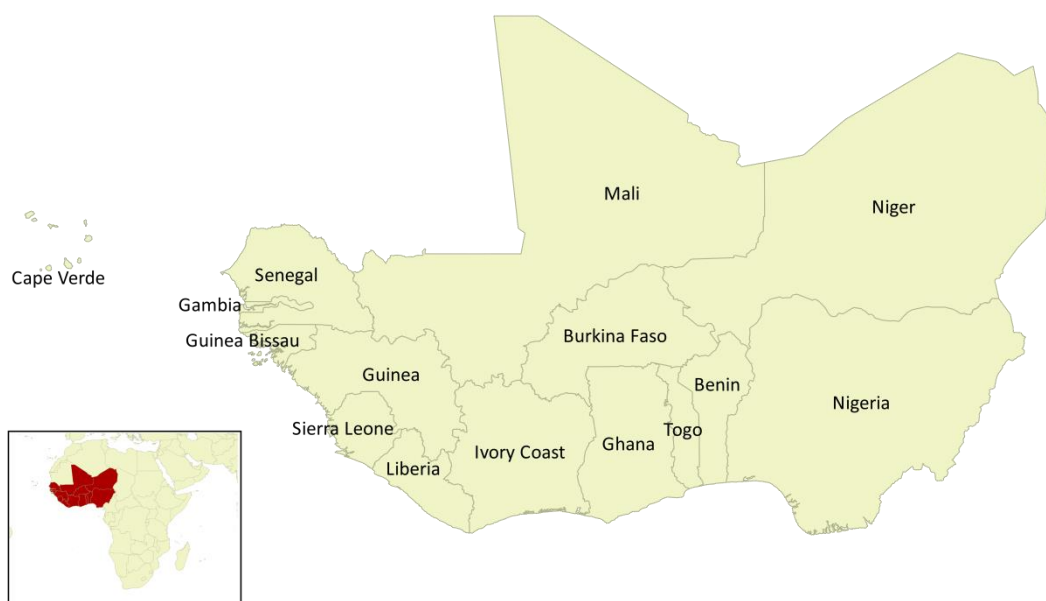 Mali
Niger
Cape Verde
Senegal
Gambia
Guinea Bissau
Burkina Faso
Guinea
Benin
Nigeria
Sierra Leone
Liberia
Ivory Coast
Ghana
Togo